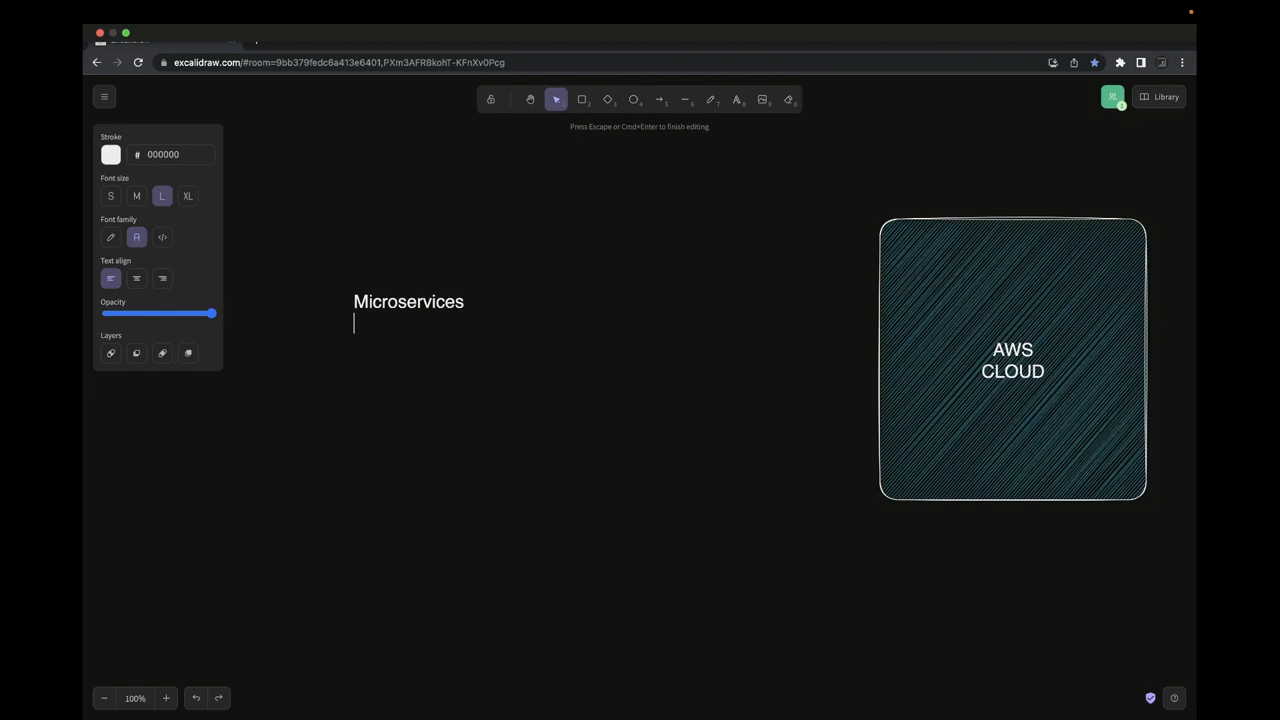 excalidraw.com/#room=9bb379fedc6a413e6401,PXm3AFR8kohT-KFnXv0Pcg
Library
Press Escape or Cmd+Enter to finish editing
Stroke
# 000000
Font size
S M L XL
Font family
Text align
Opacity
Layers
Microservices
AWS
CLOUD
100%